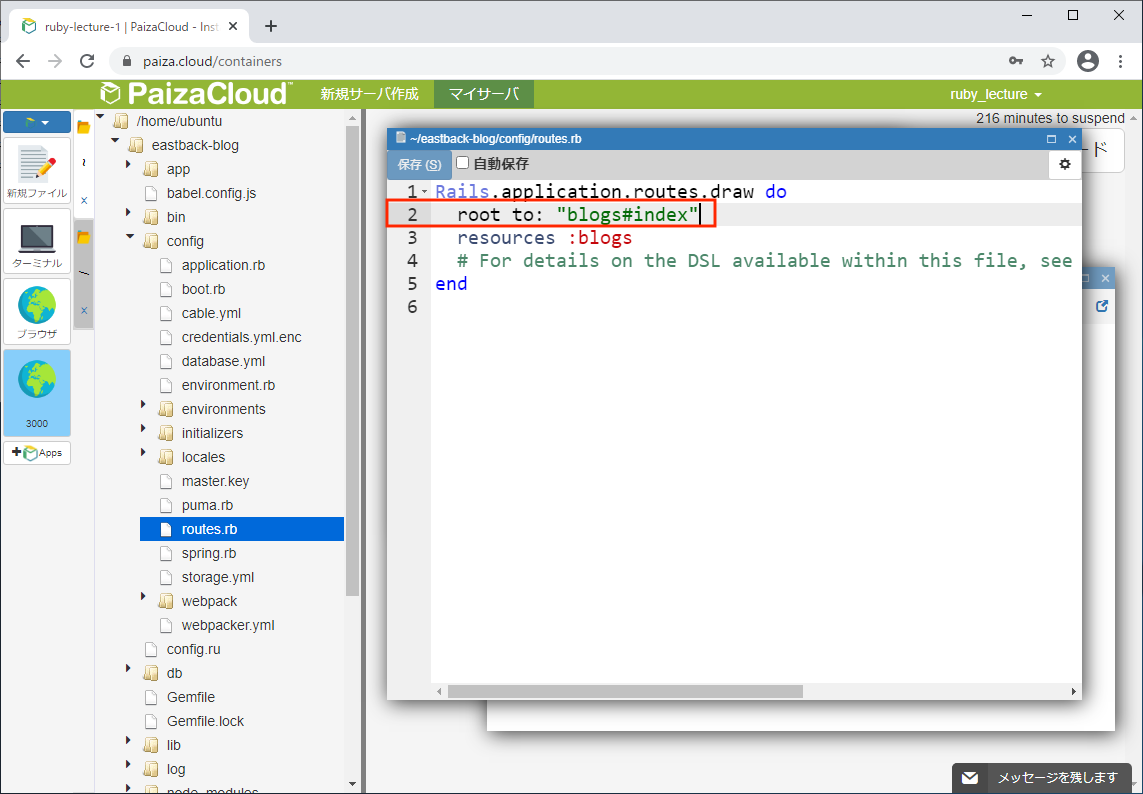 ruby-lecture-1 | PaizaCloud - Inst
paiza.cloud/containers
PaizaCloud
新規サーバ作成
マイサーバ
ruby_lecture
216 minutes to suspend
新規ファイル
ターミナル
ブラウザ
3000
Apps
~
x
/
x
/home/ubuntu
eastback-blog
app
babel.config.js
bin
config
application.rb
boot.rb
cable.yml
credentials.yml.enc
database.yml
environment.rb
environments
initializers
locales
master.key
puma.rb
routes.rb
spring.rb
storage.yml
webpack
webpacker.yml
config.ru
db
Gemfile
Gemfile.lock
lib
log
node_modules
~/eastback-blog/config/routes.rb
保存 (S)
自動保存
ード
1 Rails.application.routes.draw do
2 root to: "blogs#index"
3 resources :blogs
4 # For details on the DSL available within this file, see
5 end
6
メッセージを残します